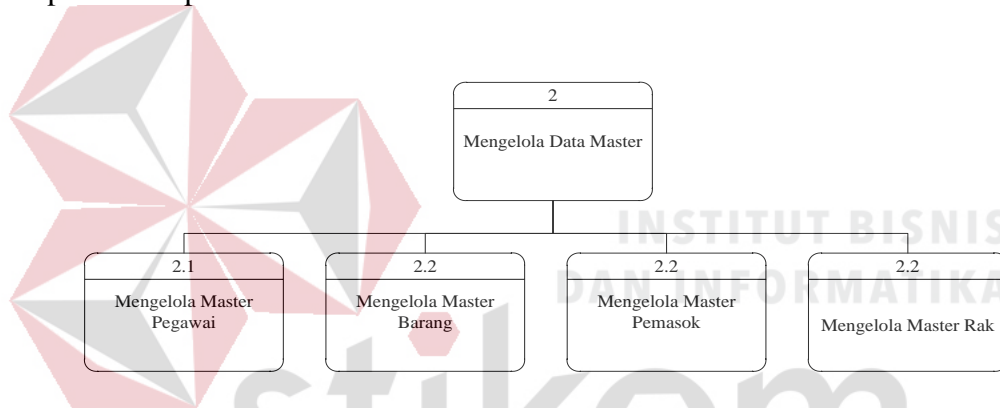 2
Mengelola Data Master
INSTITUT BISNIS
DAN INFORMATIKA
2.1
Mengelola Master
Pegawai
2.2
Mengelola Master
Barang
2.2
Mengelola Master
Pemasok
2.2
Mengelola Master Rak
stikom